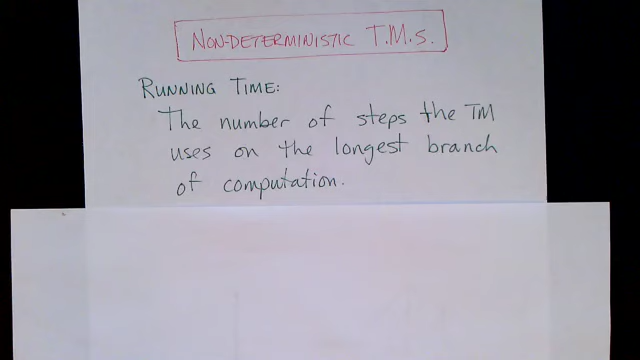 NON-DETERMINISTIC T.M.s.
RUNNING TIME:
The number of steps the TM
uses on the longest branch
of computation.